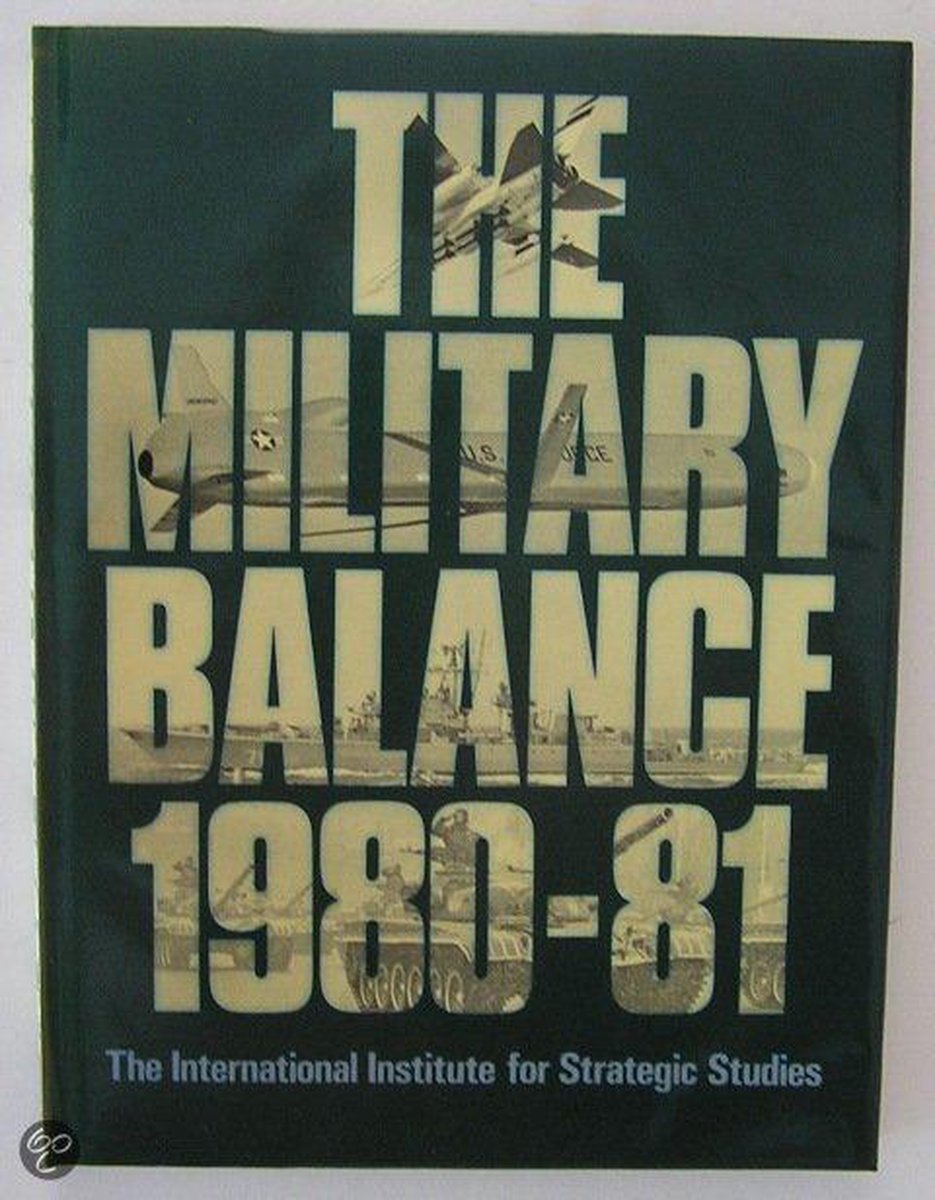 THE
MILITARY
BALANCE
1980-81
The International Institute for Strategic Studies
U.S.